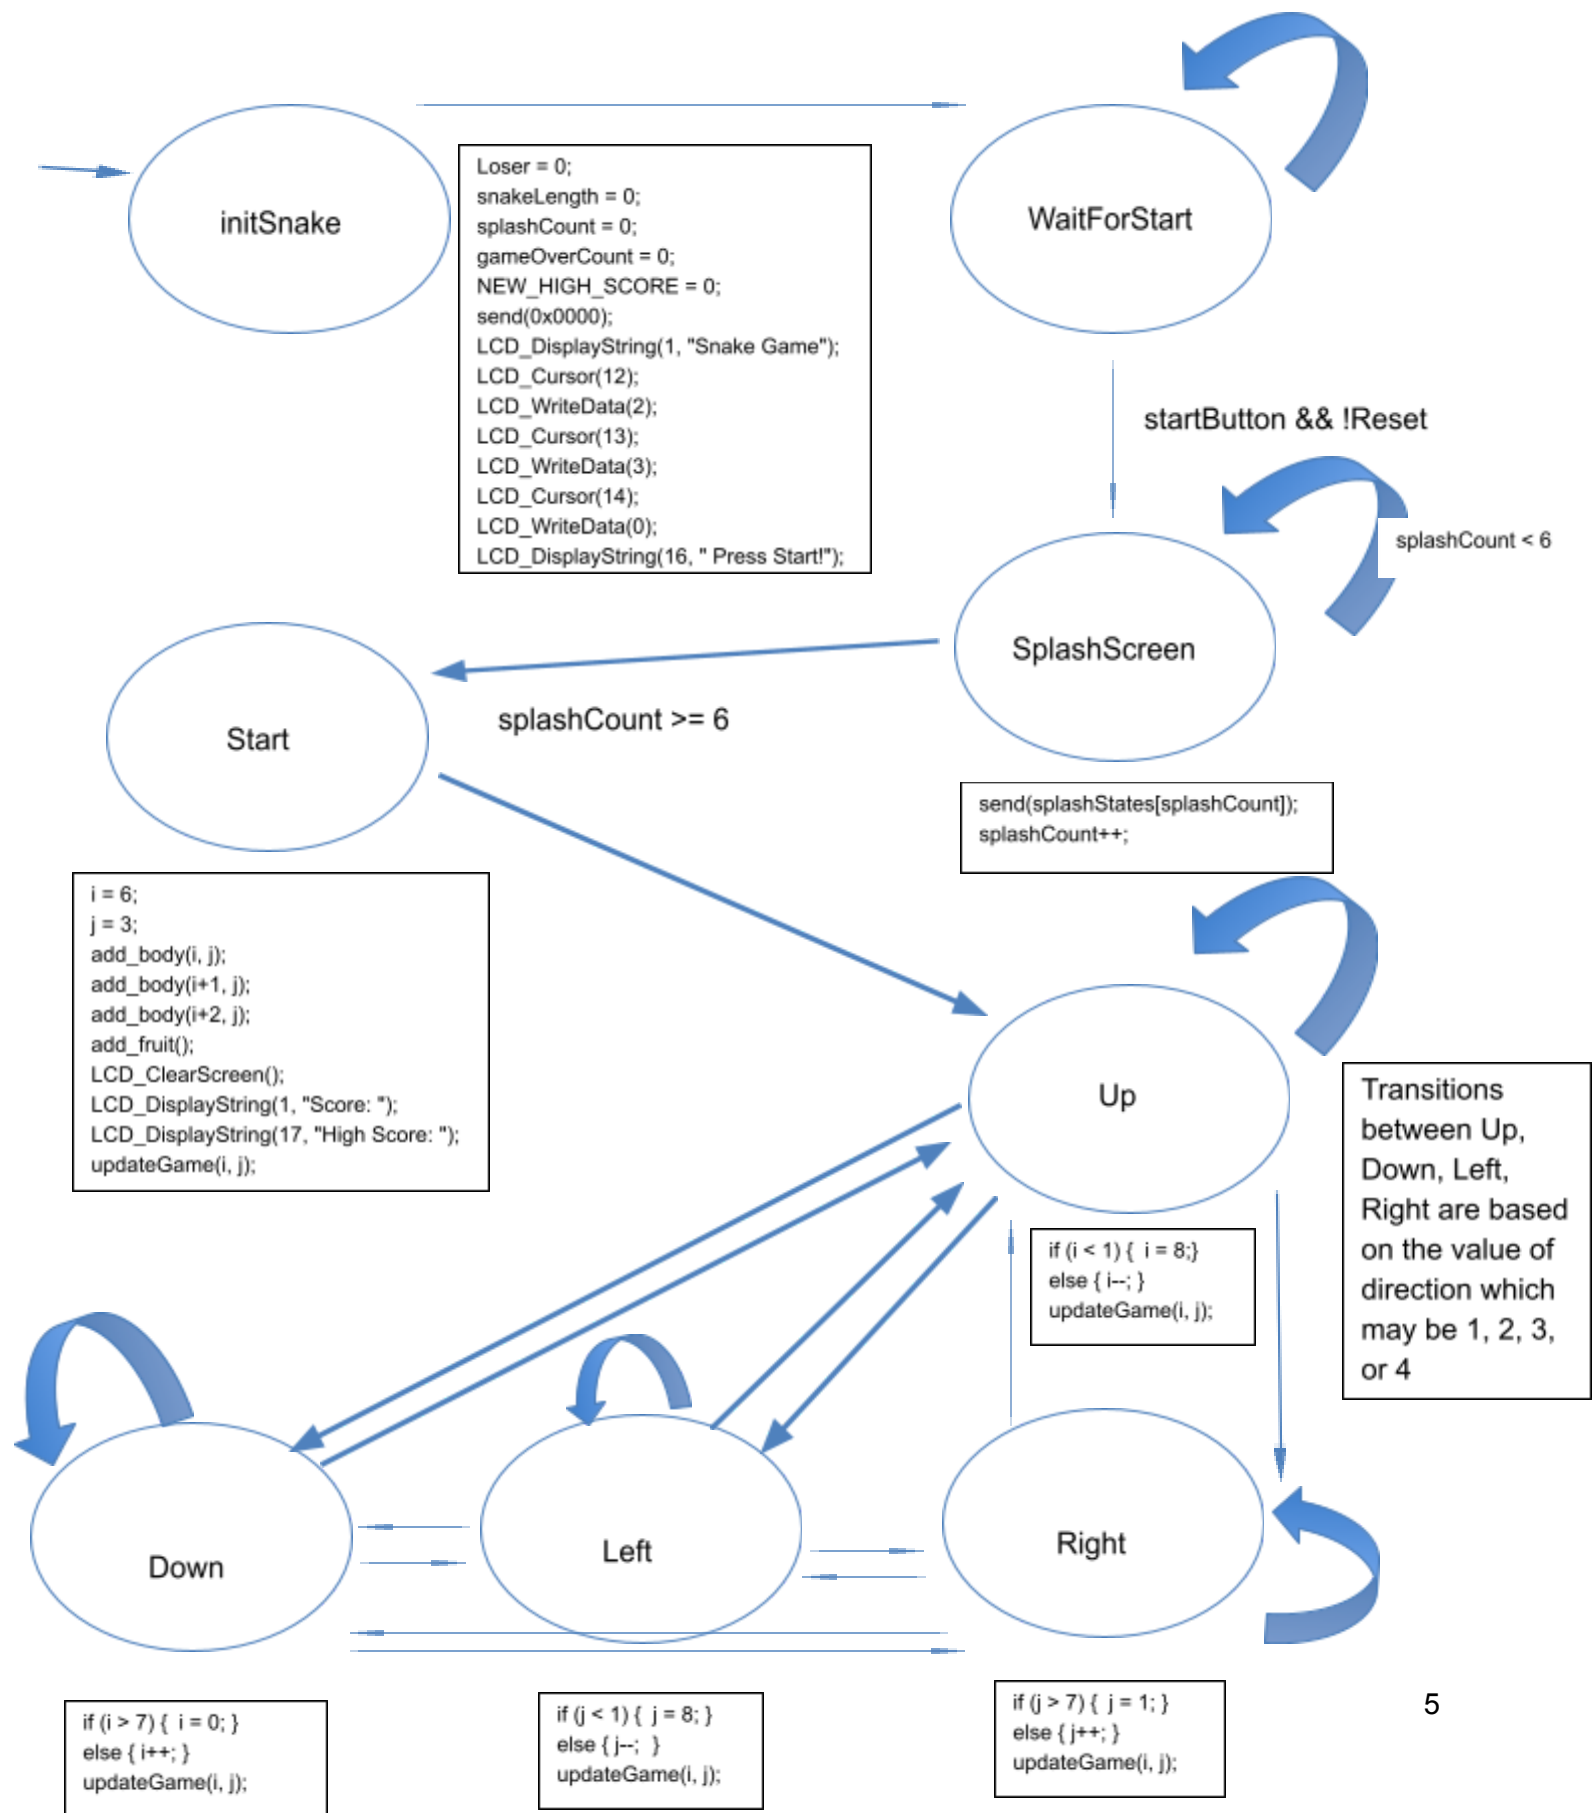 initSnake
Loser = 0;
snakeLength = 0;
splashCount = 0;
gameOverCount = 0;
NEW_HIGH_SCORE = 0;
send(0x0000);
LCD_DisplayString(1, "Snake Game");
LCD_Cursor(12);
LCD_WriteData(2);
LCD_Cursor(13);
LCD_WriteData(3);
LCD_Cursor(14);
LCD_WriteData(0);
LCD_DisplayString(16, " Press Start!");
WaitForStart
startButton && !Reset
splashCount < 6
SplashScreen
send(splashStates[splashCount]);
splashCount++;
splashCount >= 6
Start
i = 6;
j = 3;
add_body(i, j);
add_body(i+1, j);
add_body(i+2, j);
add_fruit();
LCD_ClearScreen();
LCD_DisplayString(1, "Score: ");
LCD_DisplayString(17, "High Score: ");
updateGame(i, j);
Up
if (i < 1) {  i = 8;}
else { i--; }
updateGame(i, j);
Transitions
between Up,
Down, Left,
Right are based
on the value of
direction which
may be 1, 2, 3,
or 4
Down
if (i > 7) {  i = 0; }
else { i++; }
updateGame(i, j);
Left
if (j < 1) {  j = 8; }
else { j--;  }
updateGame(i, j);
Right
if (j > 7) {  j = 1; }
else { j++; }
updateGame(i, j);
5